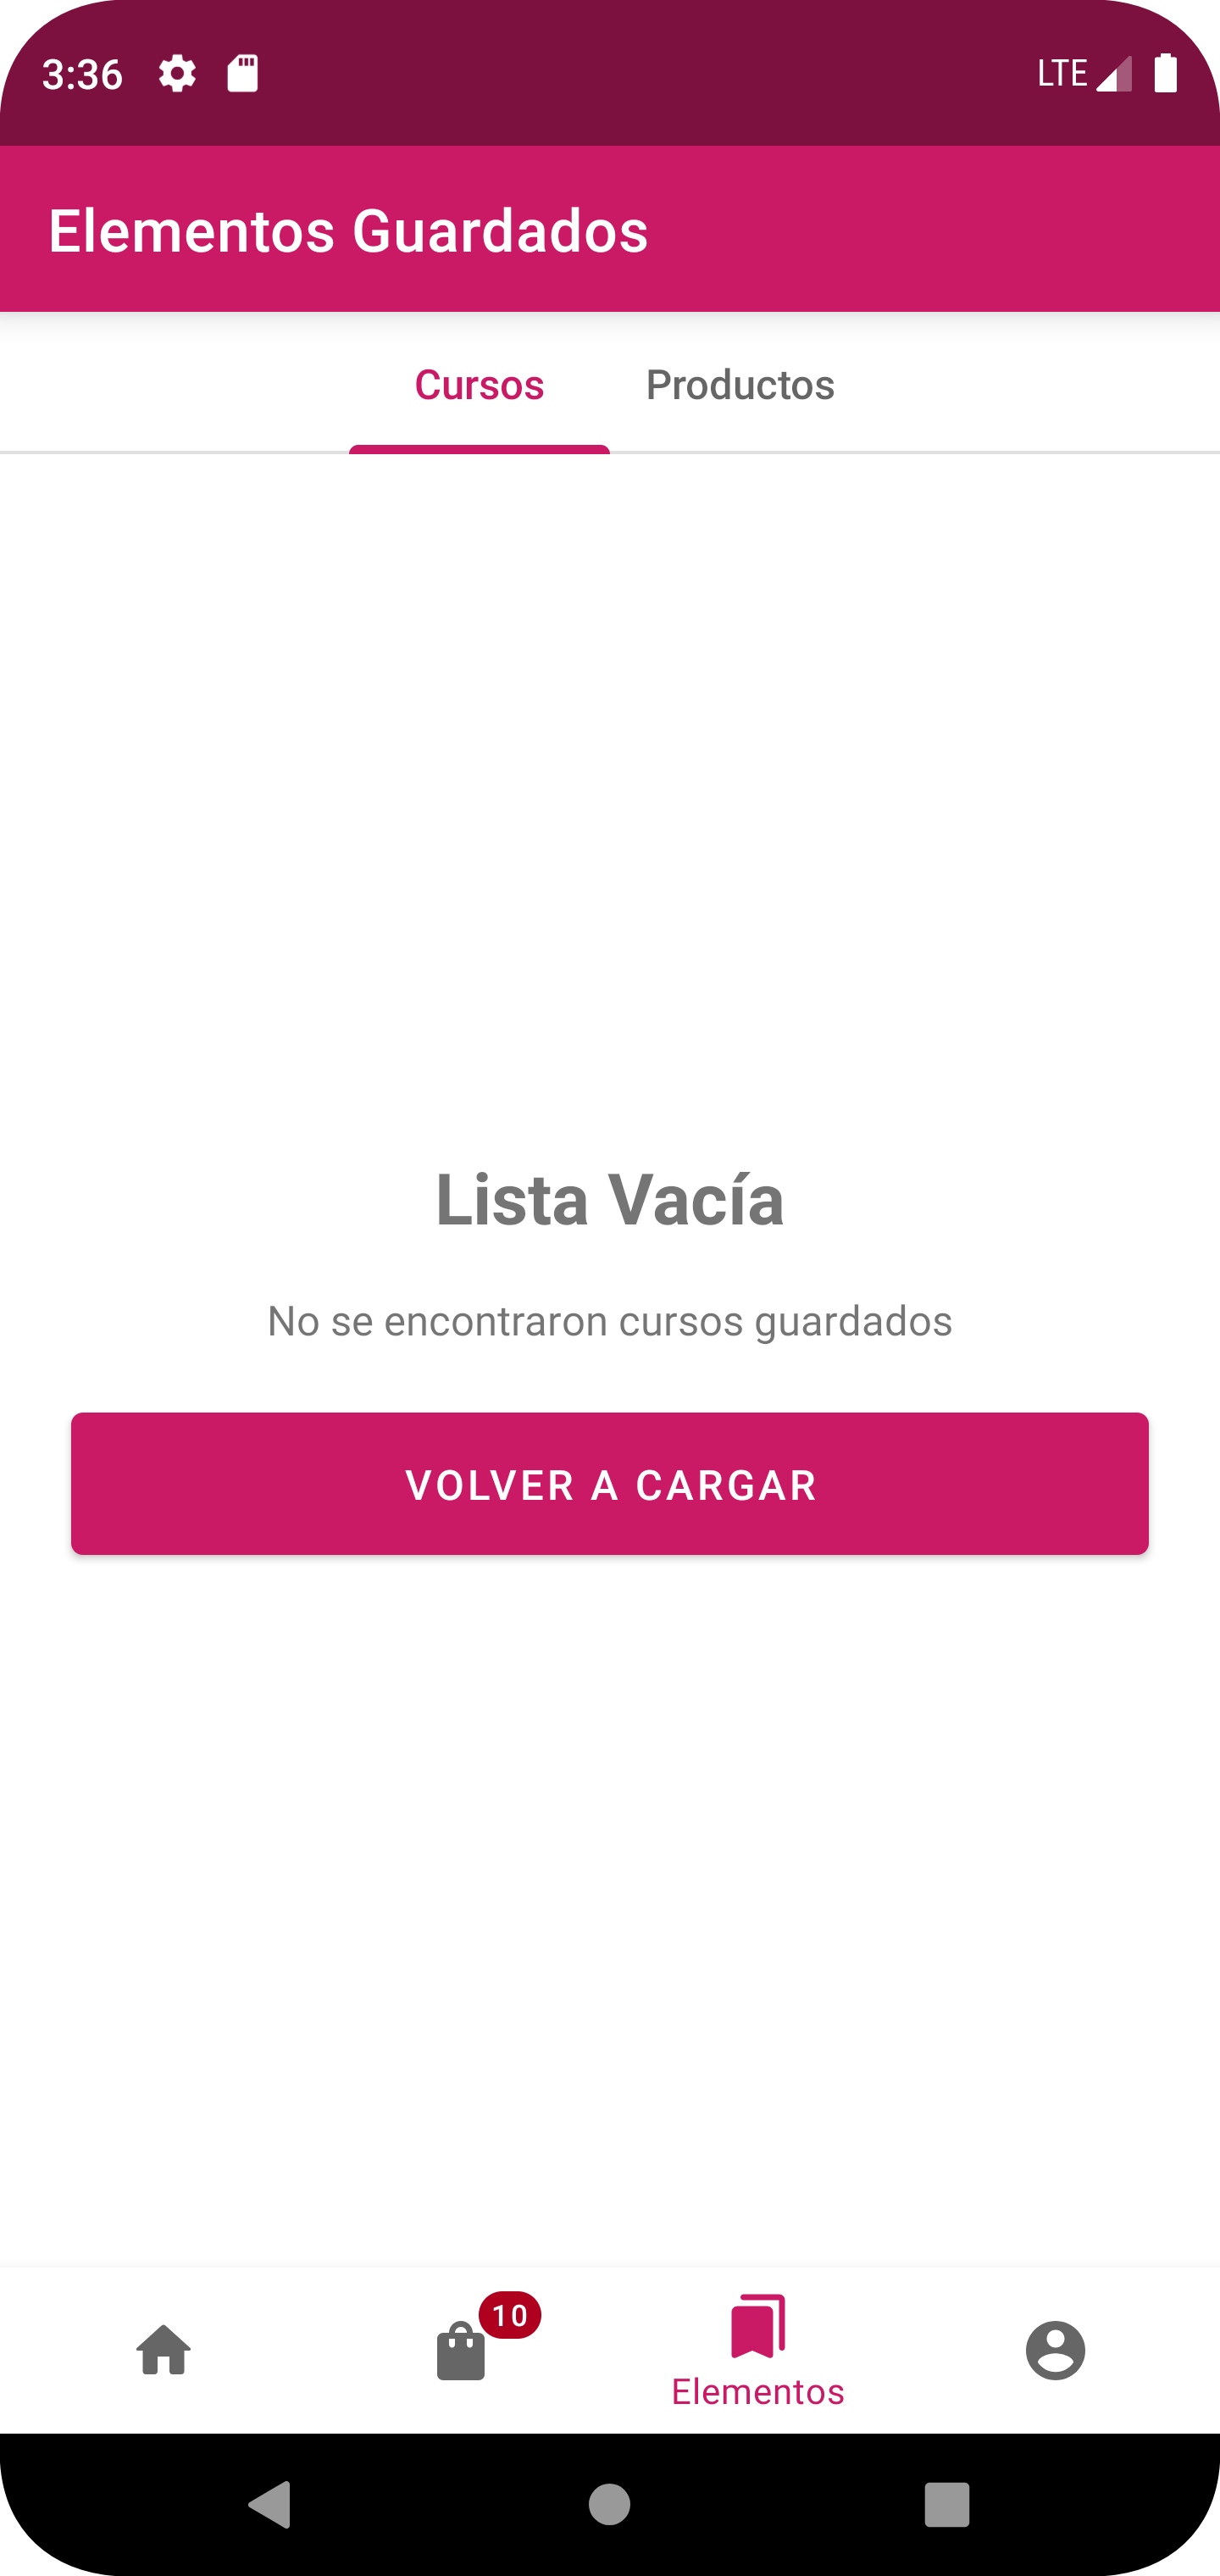 3:36 LTE
Elementos Guardados
Cursos Productos
Lista Vacía
No se encontraron cursos guardados
VOLVER A CARGAR
10
Elementos